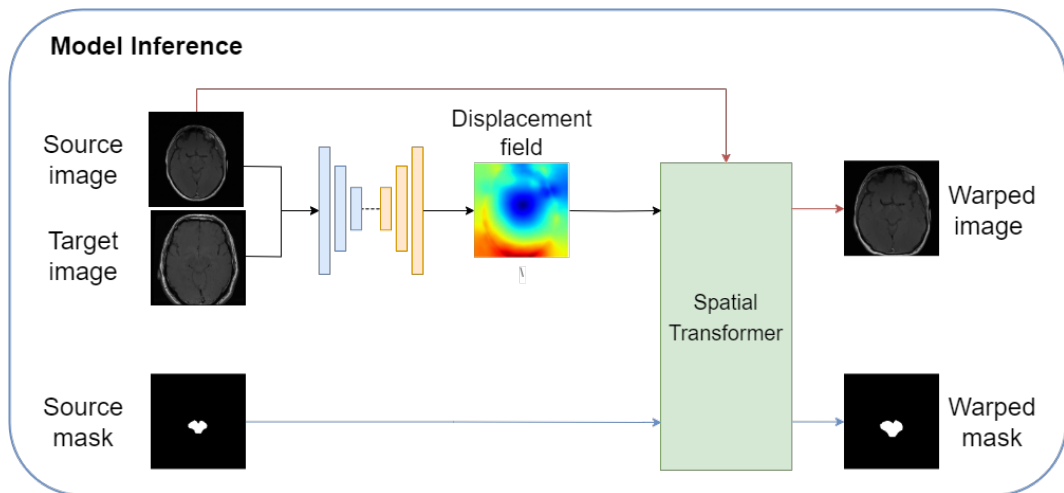 Model Inference
Source
image
Target
image
Displacement
field
\
Spatial
Transformer
Warped
image
Source
mask
Warped
mask